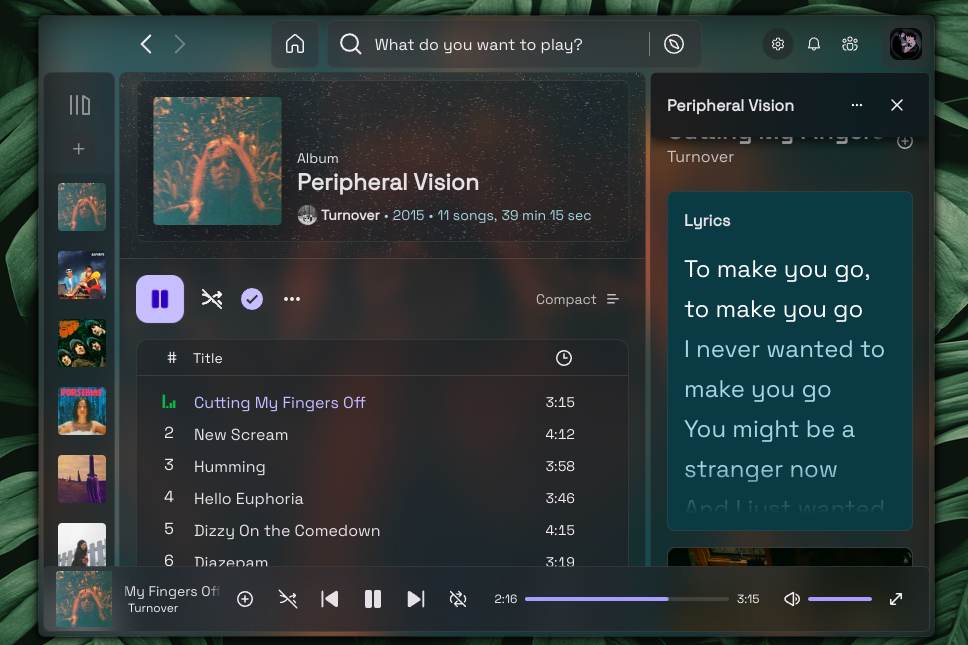 What do you want to play?
Album
Peripheral Vision
Turnover • 2015 • 11 songs, 39 min 15 sec
Compact
# Title
Cutting My Fingers Off 3:15
2 New Scream 4:12
3 Humming 3:58
4 Hello Euphoria 3:46
5 Dizzy On the Comedown 4:15
6 Diazepam 3:19
Peripheral Vision
Cutting My Fingers
Turnover
Lyrics
To make you go,
to make you go
I never wanted to
make you go
You might be a
stranger now
And I just wanted
My Fingers Off
Turnover
2:16
3:15